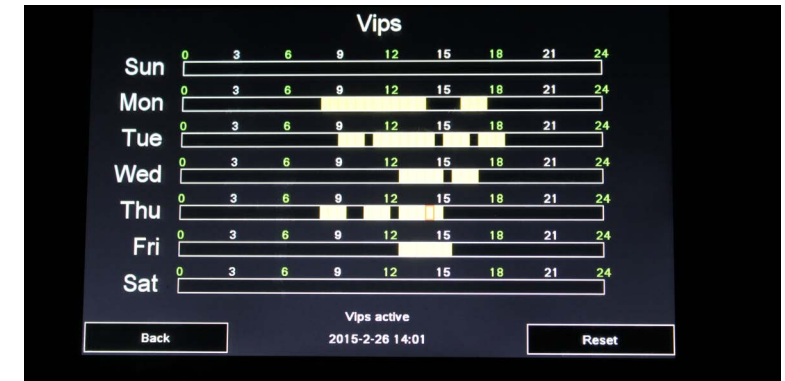 Vips
0 3 6 9 12 15 18 21 24
Sun
0 3 6 9 12 15 18 21 24
Mon
0 3 6 9 12 15 18 21 24
Tue
0 3 6 9 12 15 18 21 24
Wed
0 3 6 9 12 15 18 21 24
Thu
0 3 6 9 12 15 18 21 24
Fri
0 3 6 9 12 15 18 21 24
Sat
Vips active
Back 2015-2-26 14:01 Reset